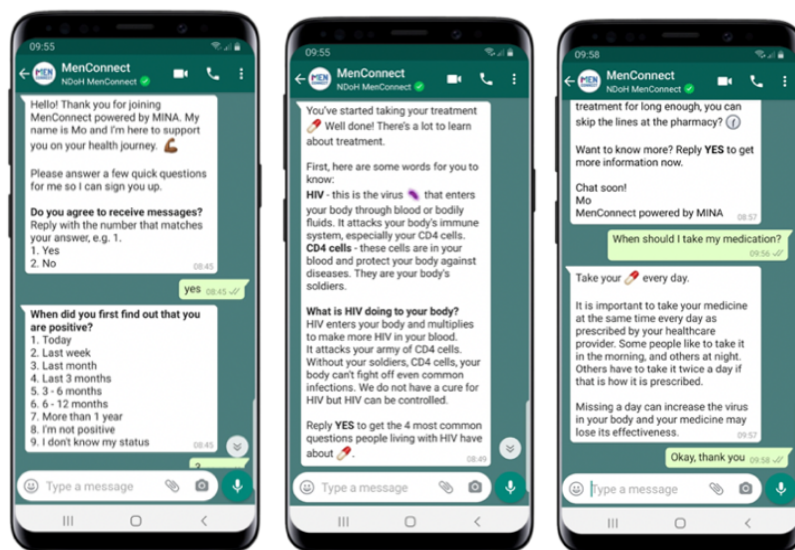 09:55
MenConnect
NDoH MenConnect
Hello! Thank you for joining
MenConnect powered by MINA. My
name is Mo and I'm here to support
you on your health journey.
Please answer a few quick questions
for me so I can sign you up.
Do you agree to receive messages?
Reply with the number that matches
your answer, e.g. 1.
1. Yes
2. No
08:45
yes 08:45
When did you first find out that you
are positive?
1. Today
2. Last week
3. Last month
4. Last 3 months
5. 3 - 6 months
6. 6 - 12 months
7. More than 1 year
8. I'm not positive
9. I don't know my status
08:45
3
Type a message
09:55
MenConnect
NDoH MenConnect
You've started taking your treatment
Well done! There's a lot to learn
about treatment.
First, here are some words for you to
know:
HIV - this is the virus that enters
your body through blood or bodily
fluids. It attacks your body's immune
system, especially your CD4 cells.
CD4 cells - these cells are in your
blood and protect your body against
diseases. They are your body's
soldiers.
What is HIV doing to your body?
HIV enters your body and multiplies
to make more HIV in your blood.
It attacks your army of CD4 cells.
Without your soldiers, CD4 cells, your
body can't fight off even common
infections. We do not have a cure for
HIV but HIV can be controlled.
Reply YES to get the 4 most common
questions people living with HIV have
about .
08:49
Type a message
09:58
MenConnect
NDoH MenConnect
treatment for long enough, you can
skip the lines at the pharmacy?
Want to know more? Reply YES to get
more information now.
Chat soon!
Mo
MenConnect powered by MINA
08:57
When should I take my medication?
09:56
Take your every day.
It is important to take your medicine
at the same time every day as
prescribed by your healthcare
provider. Some people like to take it
in the morning, and others at night.
Others have to take it twice a day if
that is how it is prescribed.
Missing a day can increase the virus
in your body and your medicine may
lose its effectiveness.
09:57
Okay, thank you 09:58
Type a message